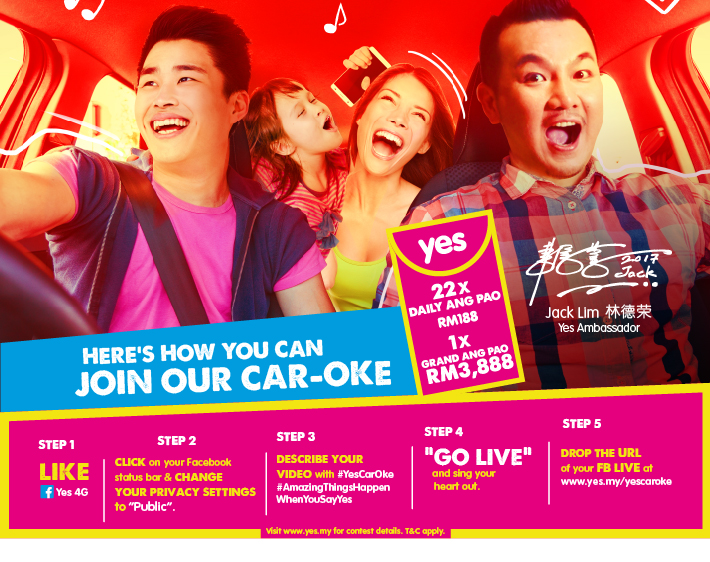 yes
22x
DAILY ANG PAO
RM188
1x
GRAND ANG PAO
RM3,888
2017
Jack
Jack Lim 林德荣
Yes Ambassador
HERE'S HOW YOU CAN
JOIN OUR CAR-OKE
STEP 1
LIKE
f Yes 4G
STEP 2
CLICK on your Facebook
status bar & CHANGE
YOUR PRIVACY SETTINGS
to "Public".
STEP 3
DESCRIBE YOUR
VIDEO with #YesCarOke
#AmazingThingsHappen
WhenYouSayYes
STEP 4
"GO LIVE"
and sing your
heart out.
STEP 5
DROP THE URL
of your FB LIVE at
www.yes.my/yescaroke
Visit www.yes.my for contest details. T&C apply.